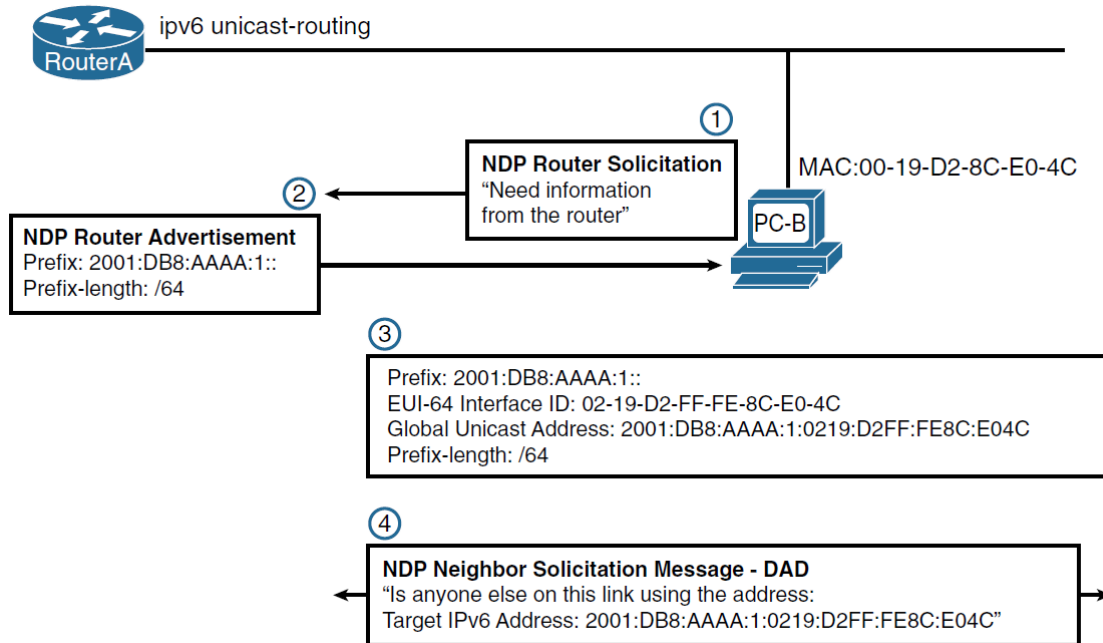 ipv6 unicast-routing
RouterA
1
NDP Router Solicitation
“Need information
from the router”
MAC:00-19-D2-8C-E0-4C
PC-B
2
NDP Router Advertisement
Prefix: 2001:DB8:AAAA:1::
Prefix-length: /64
3
Prefix: 2001:DB8:AAAA:1::
EUI-64 Interface ID: 02-19-D2-FF-FE-8C-E0-4C
Global Unicast Address: 2001:DB8:AAAA:1:0219:D2FF:FE8C:E04C
Prefix-length: /64
4
NDP Neighbor Solicitation Message - DAD
“Is anyone else on this link using the address:
Target IPv6 Address: 2001:DB8:AAAA:1:0219:D2FF:FE8C:E04C”